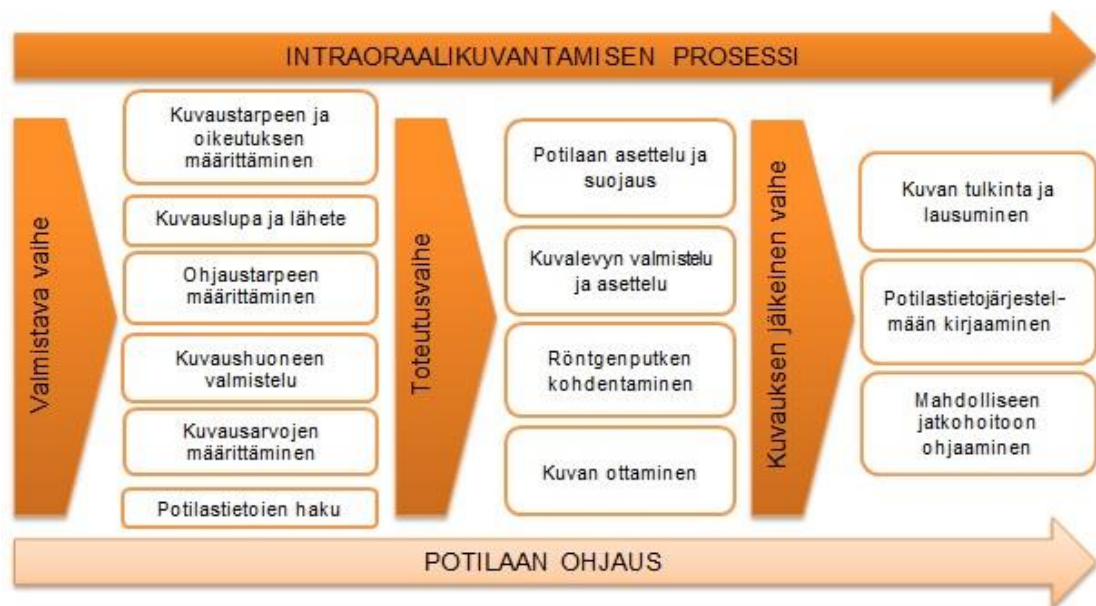 INTRAORAALIKUVANTAMISEN PROSESSI
Valmistava vaihe
Kuvaustarpeen ja
oikeutuksen
määrittäminen
Kuvauslupa ja lähete
Ohjaustarpeen
määrittäminen
Kuvaushuoneen
valmistelu
Kuvausarvojen
määrittäminen
Potilastietoien haku
Toteutusvaihe
Potilaan asettelu ja
suojaus
Kuvalevyn valmistelu
ja asettelu
Röntgenputken
kohdentaminen
Kuvan ottaminen
Kuvauksen jälkeinen vaihe
Kuvan tulkinta ja
lausuminen
Potilastietojärjestel-
mään kirjaaminen
Mahdolliseen
jatkohoitoon
ohjaaminen
POTILAAN OHJAUS